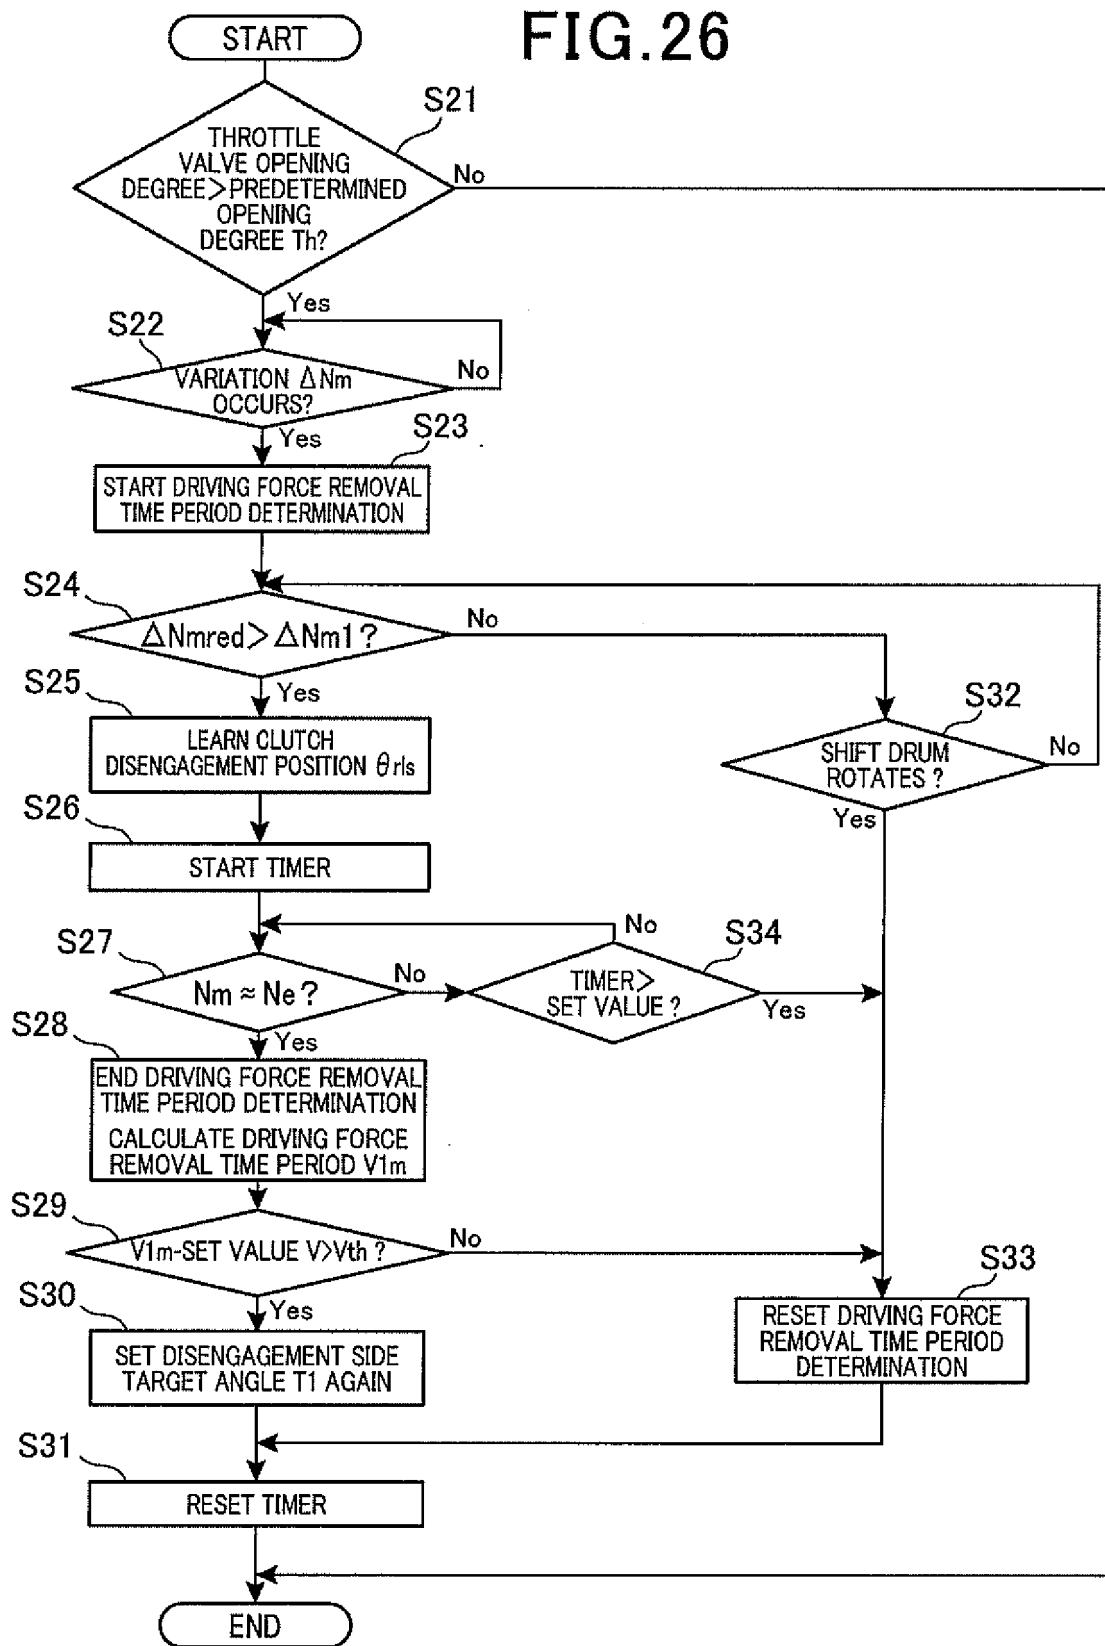 FIG.26
START
S21
THROTTLE
VALVE OPENING
DEGREE>PREDETERMINED
OPENING
DEGREE Th?
No
Yes
S22
VARIATION ΔNm
OCCURS?
No
Yes
S23
START DRIVING FORCE REMOVAL
TIME PERIOD DETERMINATION
S24
ΔNmred>ΔNm1?
No
Yes
S25
LEARN CLUTCH
DISENGAGEMENT POSITION θrls
S32
SHIFT DRUM
ROTATES?
No
Yes
S26
START TIMER
S27
Nm≈Ne?
No
Yes
S34
TIMER>
SET VALUE?
No
Yes
S28
END DRIVING FORCE REMOVAL
TIME PERIOD DETERMINATION
CALCULATE DRIVING FORCE
REMOVAL TIME PERIOD V1m
S29
V1m-SET VALUE V>Vth?
No
Yes
S30
SET DISENGAGEMENT SIDE
TARGET ANGLE T1 AGAIN
S33
RESET DRIVING FORCE
REMOVAL TIME PERIOD
DETERMINATION
S31
RESET TIMER
END